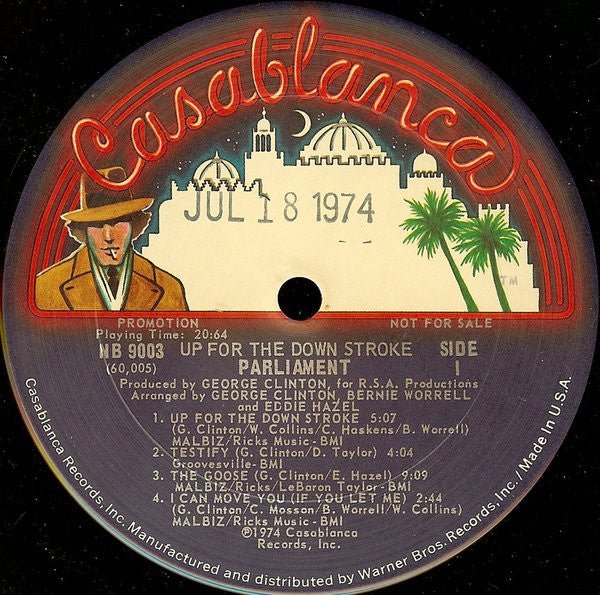 Casablanca
JUL 18 1974
TM
PROMOTION
NOT FOR SALE
Playing Time: 20:64
NB 9003 UP FOR THE DOWN STROKE SIDE
(60,005) PARLIAMENT 1
Produced by GEORGE CLINTON, for R.S.A. Productions
Arranged by GEORGE CLINTON, BERNIE WORRELL
and EDDIE HAZEL
1. UP FOR THE DOWN STROKE 5:07
(G. Clinton/W. Collins/C. Haskens/B. Worrell)
MALBIZ/Ricks Music-BMI
2. TESTIFY (G. Clinton/D. Taylor) 4:04
Groovesville-BMI
3. THE GOOSE (G. Clinton/E. Hazel) 9:09
MALBIZ/Ricks/LeBaron Taylor-BMI
4. I CAN MOVE YOU (IF YOU LET ME) 2:44
(G. Clinton/C. Mosson/B. Worrell/W. Collins)
MALBIZ/Ricks Music-BMI
℗1974 Casablanca
Records, Inc.
Casablanca Records, Inc. Manufactured and distributed by Warner Bros. Records, Inc./Made in U.S.A.